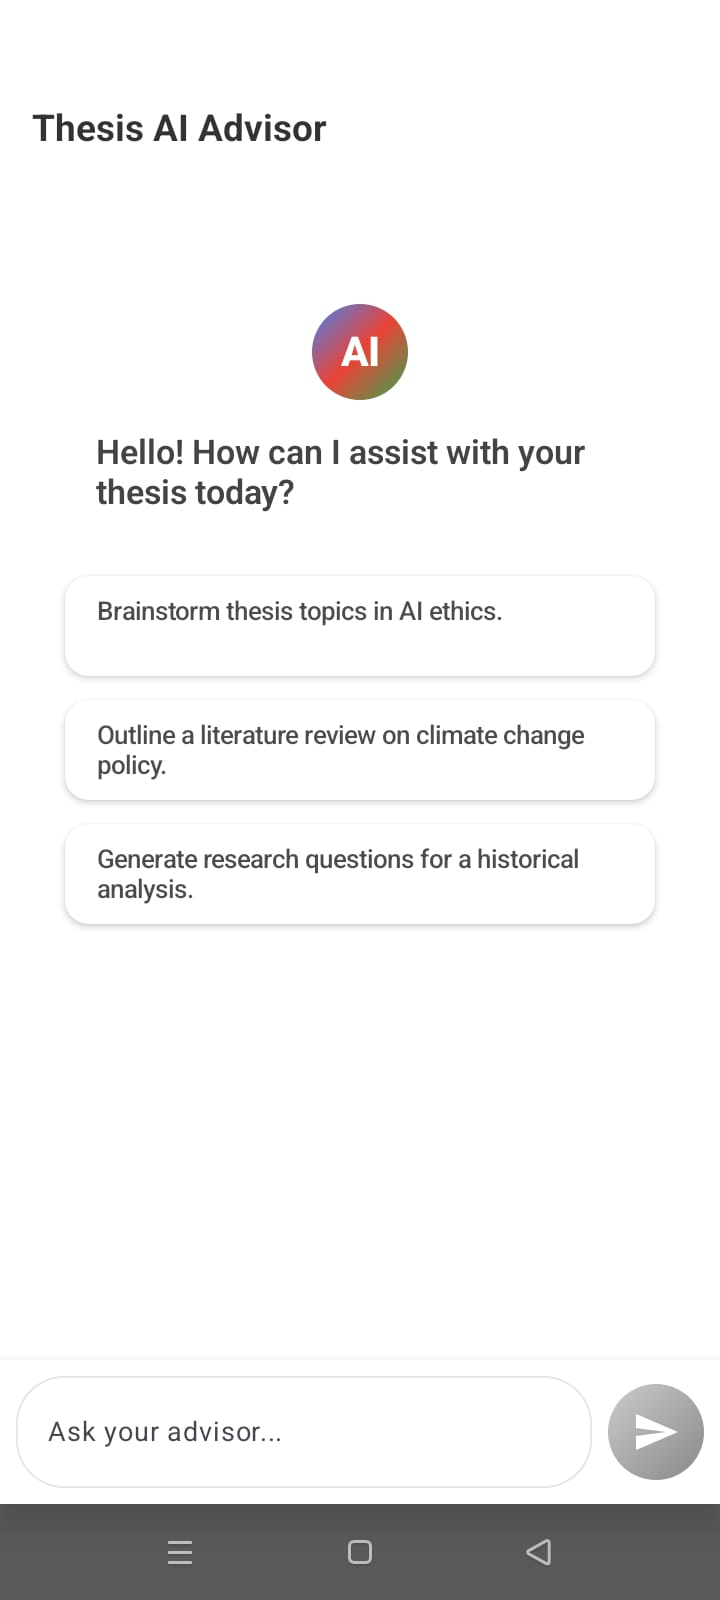 Thesis AI Advisor
AI
Hello! How can I assist with your
thesis today?
Brainstorm thesis topics in AI ethics.
Outline a literature review on climate change
policy.
Generate research questions for a historical
analysis.
Ask your advisor...